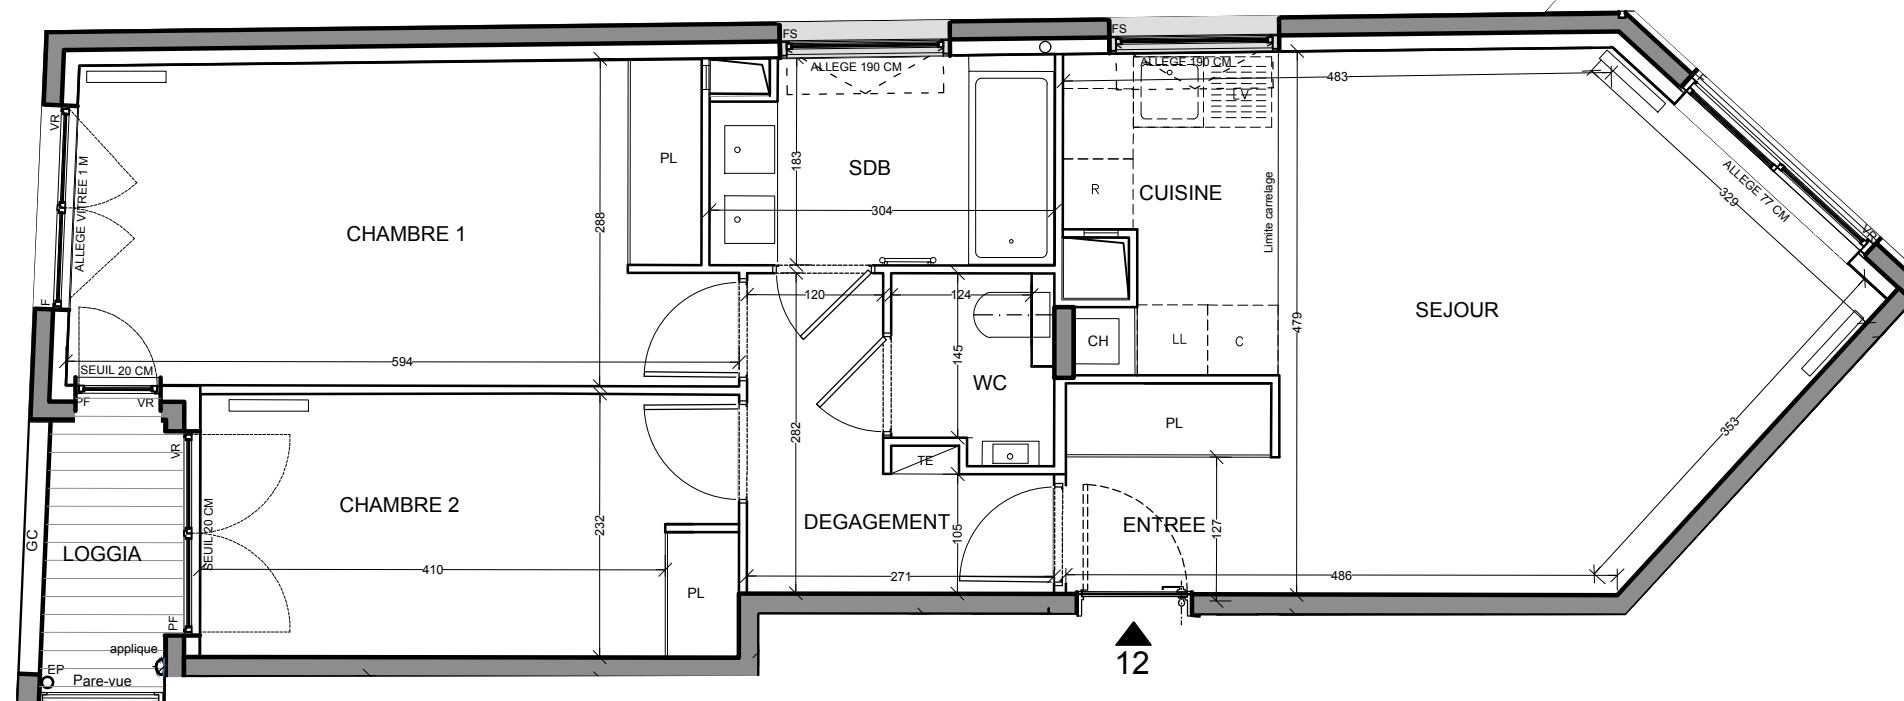 FS
FS
ALLEGE 190 CM
ALLEGE 190 CM
483
LV
VR
ALLEGE VITREE 1 M
F
PL
183
SDB
304
R
CUISINE
Limite carrelage
ALLEGE 77 CM
329
VR
CHAMBRE 1
288
120
124
SEJOUR
479
594
SEUIL 20 CM
PF
VR
145
WC
CH
LL
C
PL
353
VR
SEUIL 20 CM
PF
282
TE
CHAMBRE 2
232
DEGAGEMENT
105
ENTREE
127
GC
LOGGIA
410
PL
271
486
applique
EP
Pare-vue
12